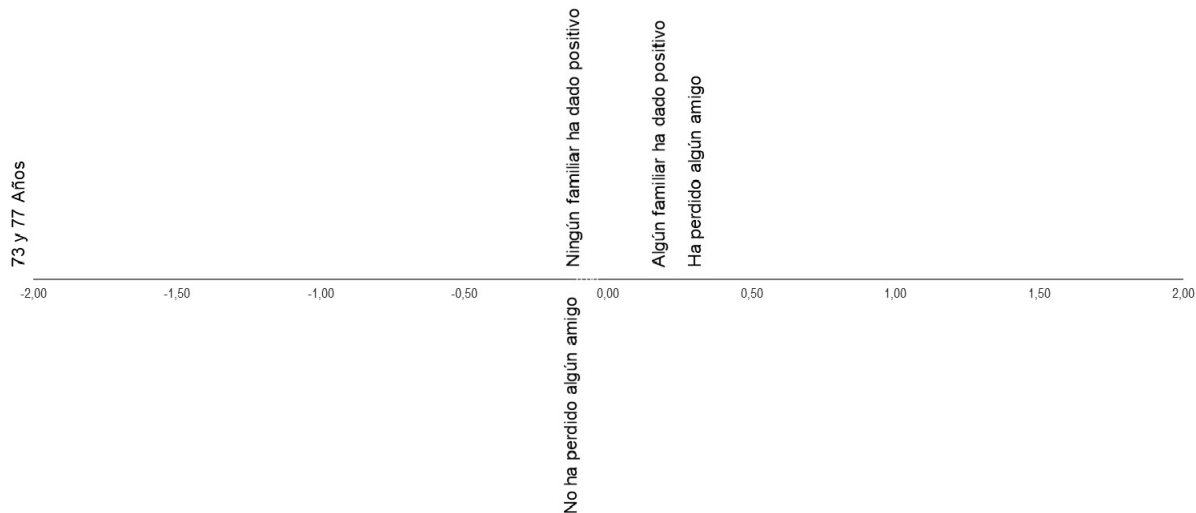 73 y 77 Años
Ningún familiar ha dado positivo
Algún familiar ha dado positivo
Ha perdido algún amigo
-2,00
-1,50
-1,00
-0,50
0,00
0,50
1,00
1,50
2,00
No ha perdido algún amigo